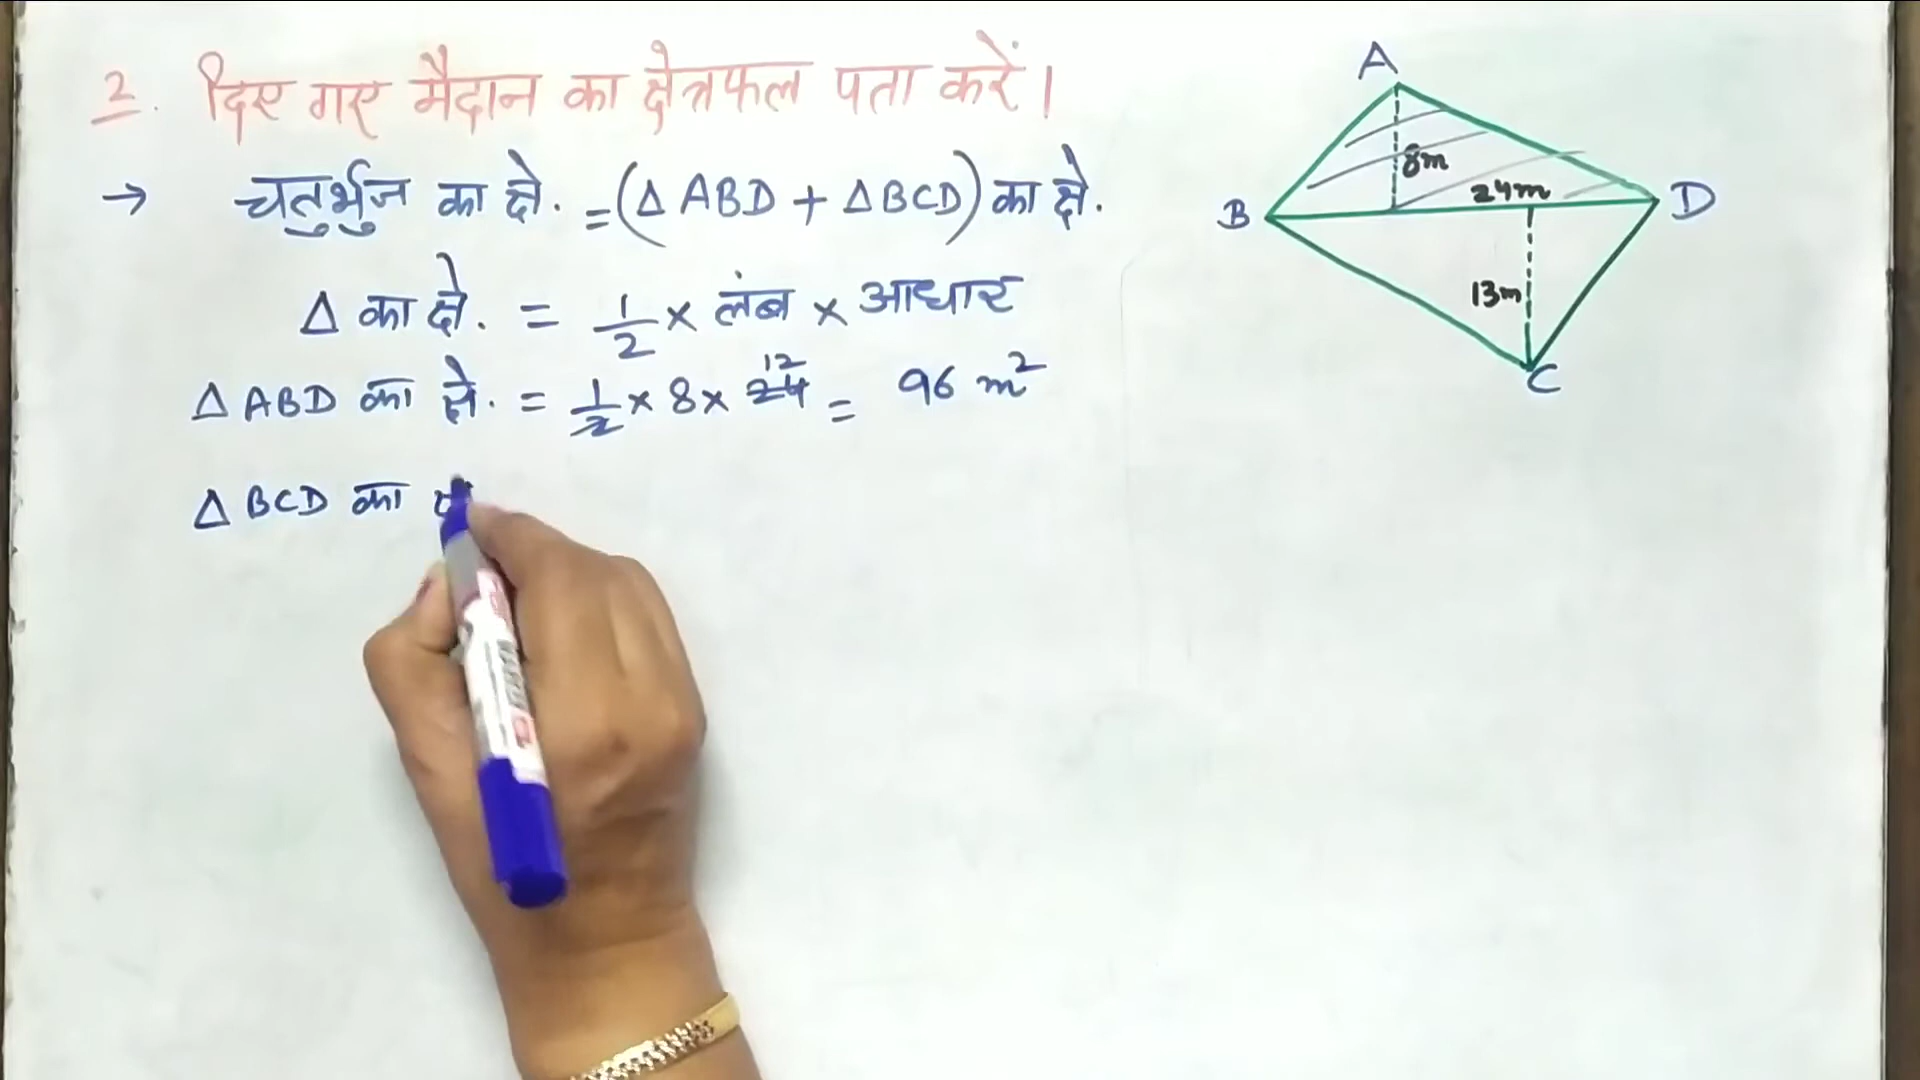 2. दिए गए मैदान का क्षेत्रफल पता करें।
→ चतुर्भुज का क्षे. = (Δ ABD + Δ BCD) का क्षे.
Δ का क्षे. = 1/2 × लंब × आधार
Δ ABD का क्षे. = 1/2 × 8 × 24 12 = 96 m²
Δ BCD का
A
8m
24m
B
D
13m
C